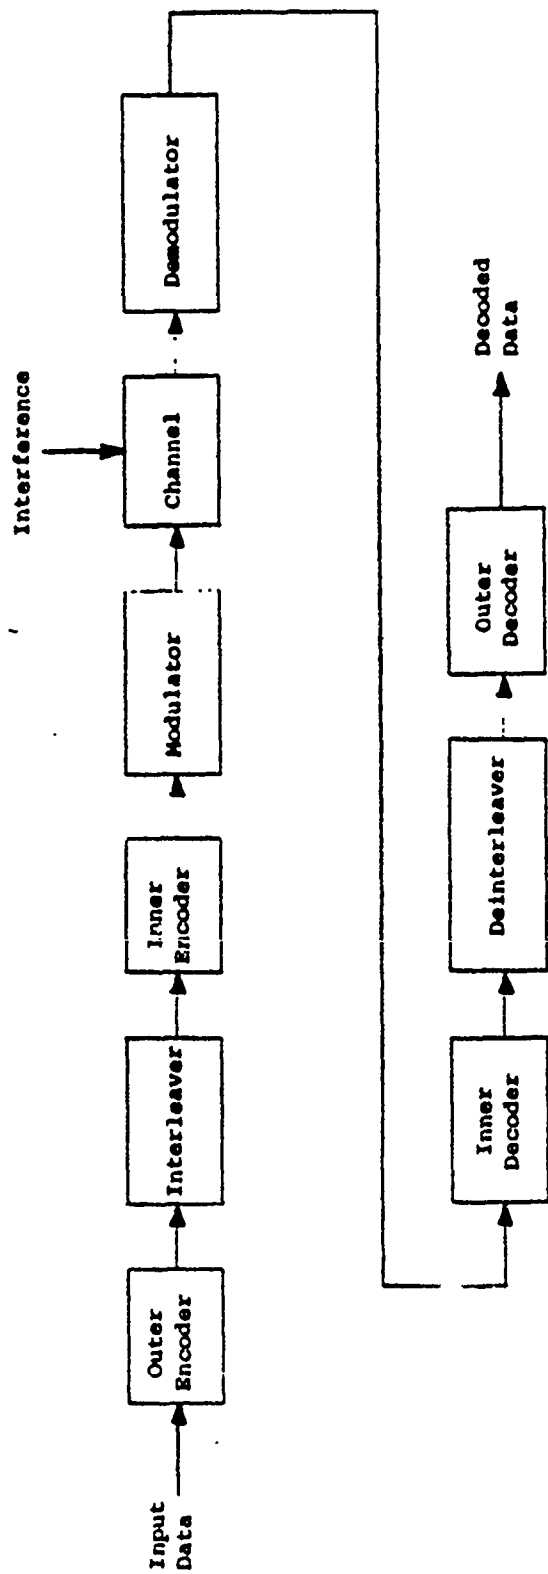 Input
Data
Outer
Encoder
Interleaver
Inner
Encoder
Modulator
Interference
Channel
Demodulator
Inner
Decoder
Deinterleaver
Outer
Decoder
Decoded
Data